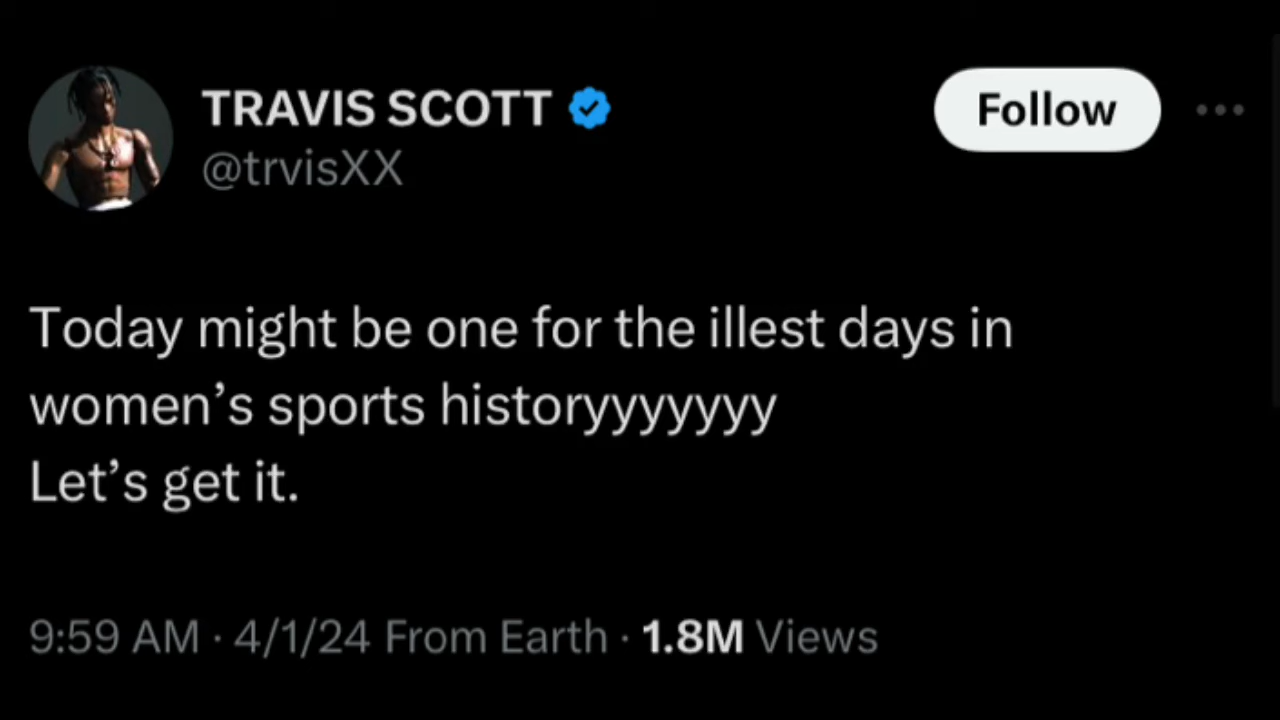 TRAVIS SCOTT
@trvisXX
Follow
Today might be one for the illest days in
women’s sports historyyyyyyy
Let’s get it.
9:59 AM · 4/1/24 From Earth · 1.8M Views